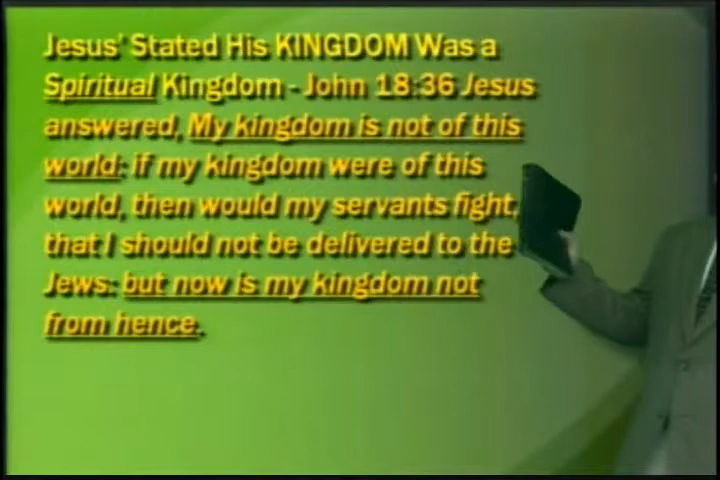 Jesus' Stated His KINGDOM Was a
Spiritual Kingdom - John 18:36 Jesus
answered, My kingdom is not of this
world: if my kingdom were of this
world, then would my servants fight,
that I should not be delivered to the
Jews: but now is my kingdom not
from hence.